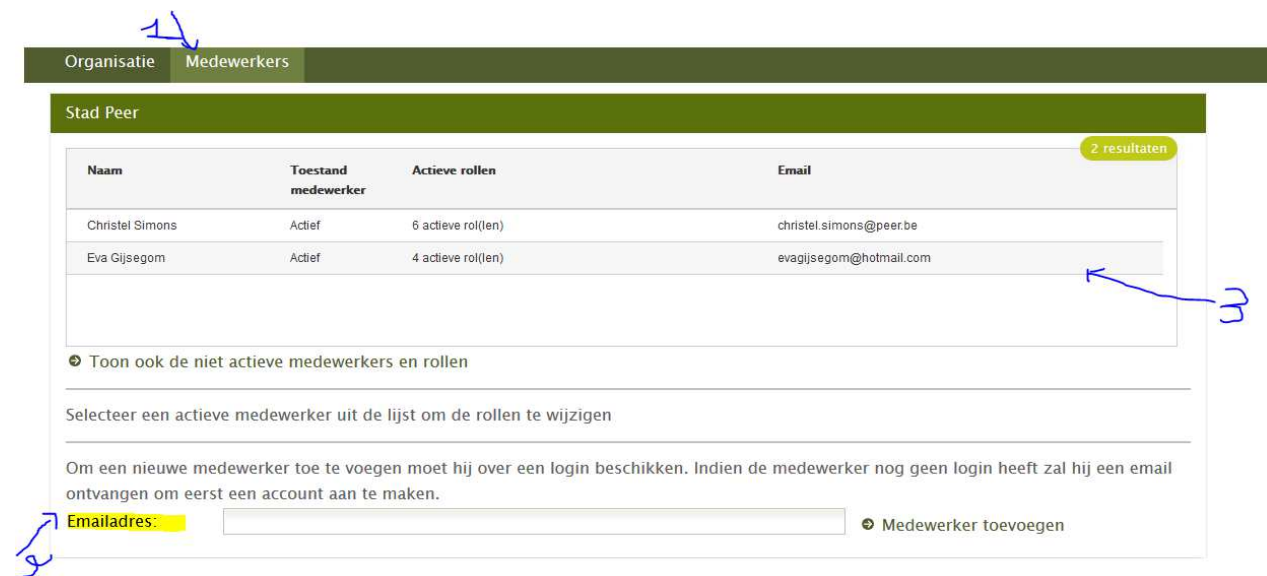 1)
Organisatie Medewerkers
Stad Peer
2 resultaten
Naam Toestand medewerker Actieve rollen Email
Christel Simons Actief 6 actieve rol(len) christel.simons@peer.be
Eva Gijsegom Actief 4 actieve rol(len) evagijsegom@hotmail.com
3
Toon ook de niet actieve medewerkers en rollen
Selecteer een actieve medewerker uit de lijst om de rollen te wijzigen
Om een nieuwe medewerker toe te voegen moet hij over een login beschikken. Indien de medewerker nog geen login heeft zal hij een email
ontvangen om eerst een account aan te maken.
Emailadres: Medewerker toevoegen
2